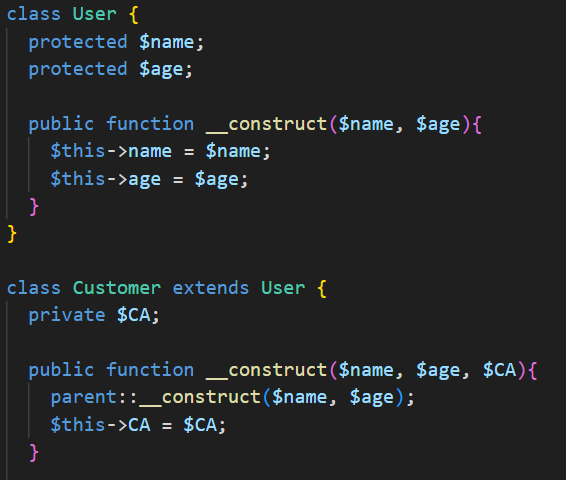 class User {
protected $name;
protected $age;
public function __construct($name, $age){
$this->name = $name;
$this->age = $age;
}
}
class Customer extends User {
private $CA;
public function __construct($name, $age, $CA){
parent::__construct($name, $age);
$this->CA = $CA;
}